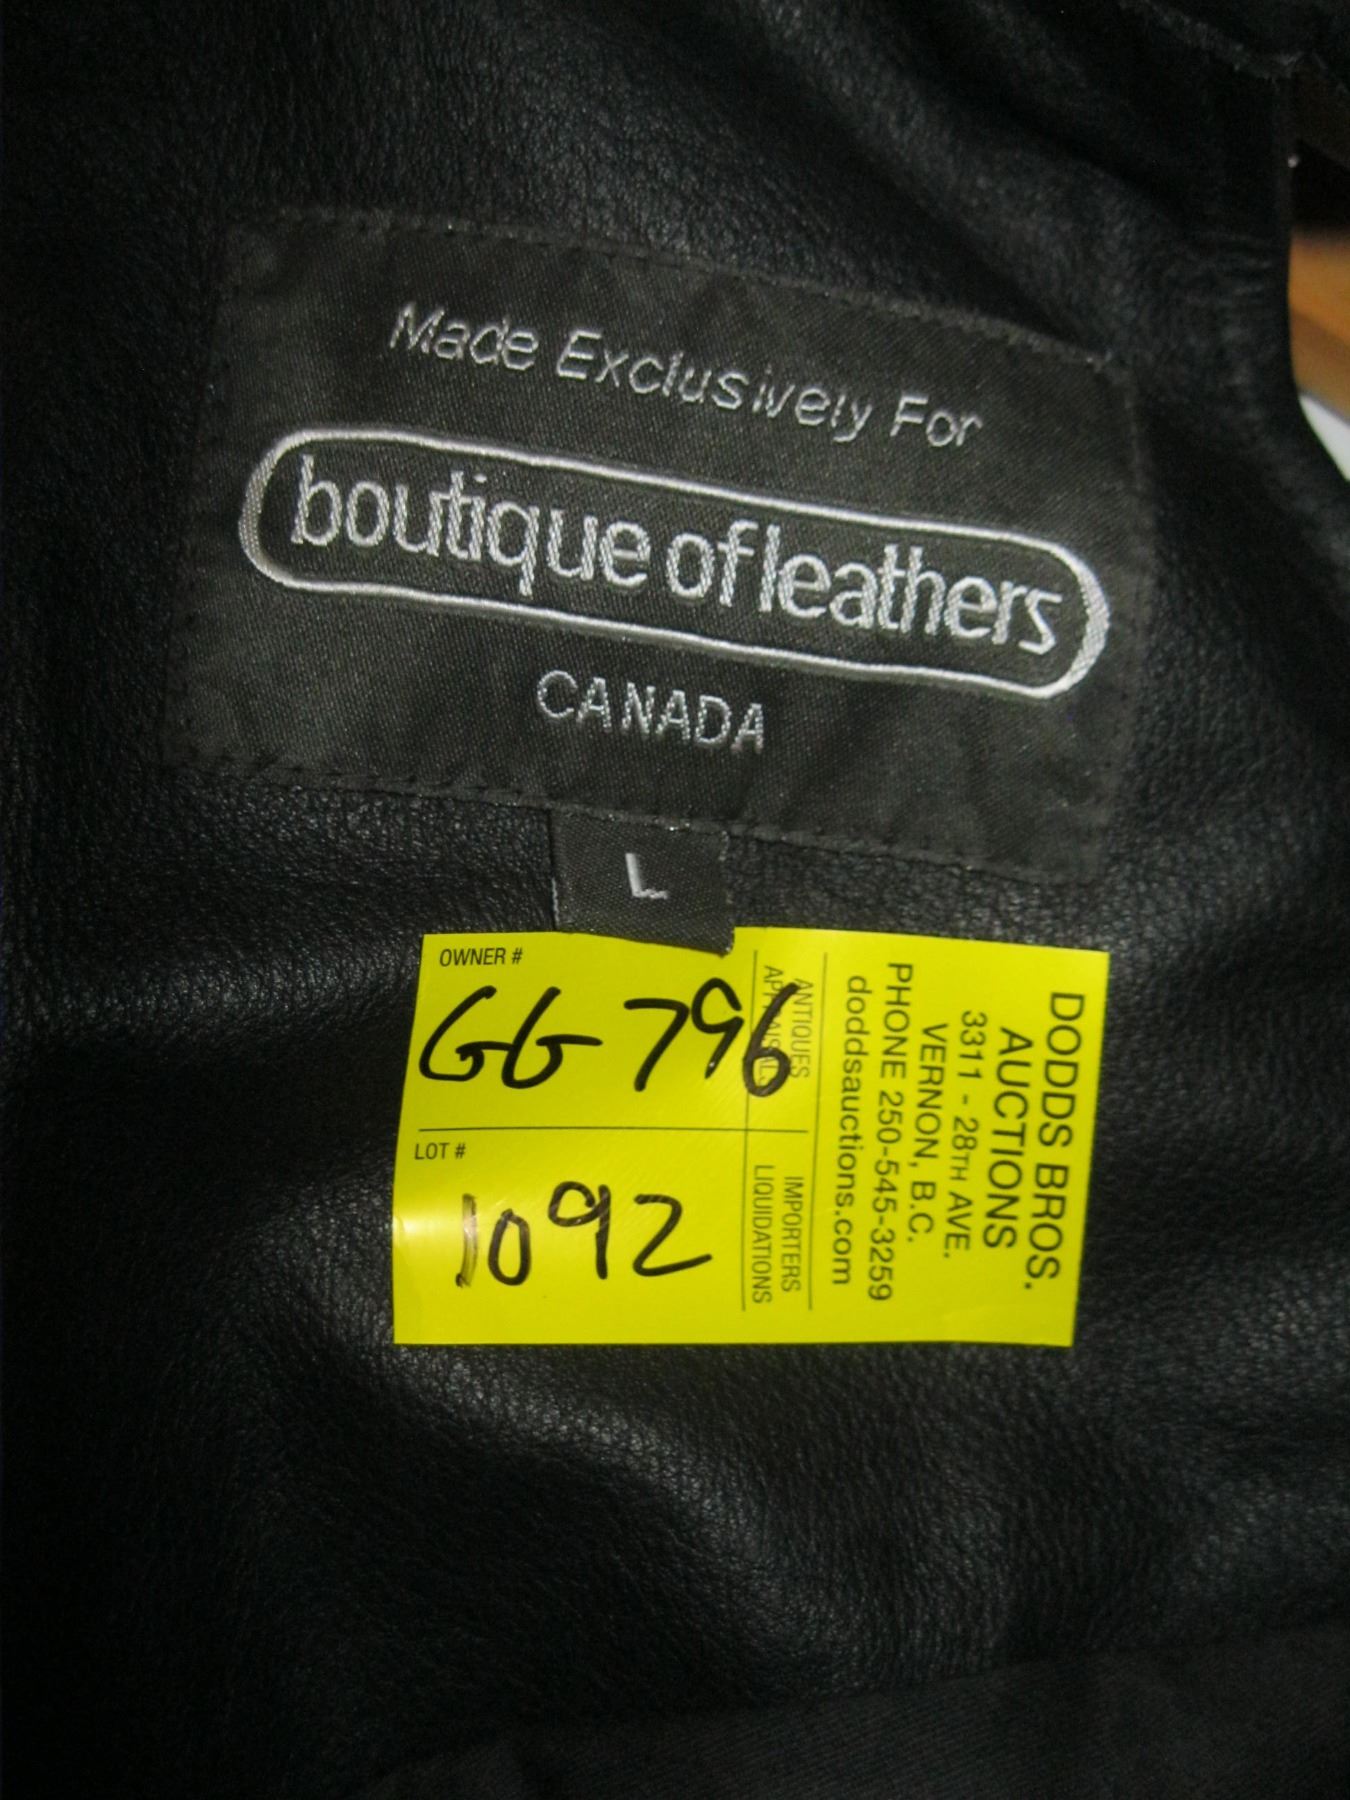 Made Exclusively For
boutique of leathers
CANADA
L
OWNER #
GG 796
LOT #
1092
ANTIQUES
APPRAISALS
IMPORTERS
LIQUIDATIONS
DODDS BROS.
AUCTIONS
3311 - 28TH AVE.
VERNON, B.C.
PHONE 250-545-3259
doddsauctions.com